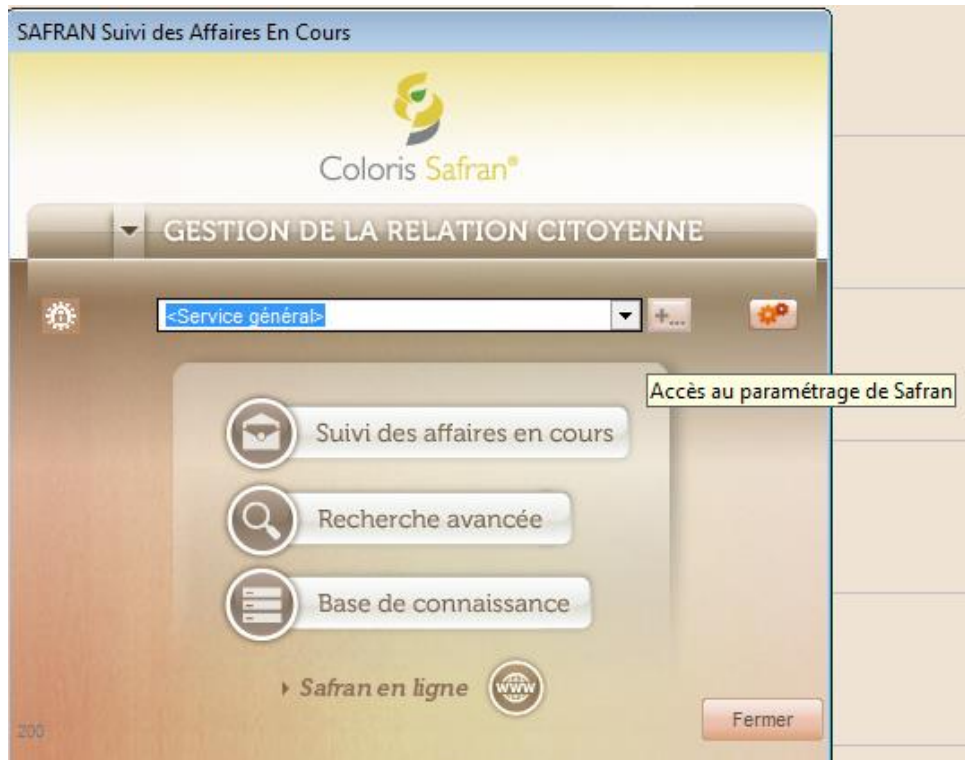 SAFRAN Suivi des Affaires En Cours
Coloris Safran®
GESTION DE LA RELATION CITOYENNE
<Service général>
+...
Accès au paramétrage de Safran
Suivi des affaires en cours
Recherche avancée
Base de connaissance
Safran en ligne
www
Fermer
200